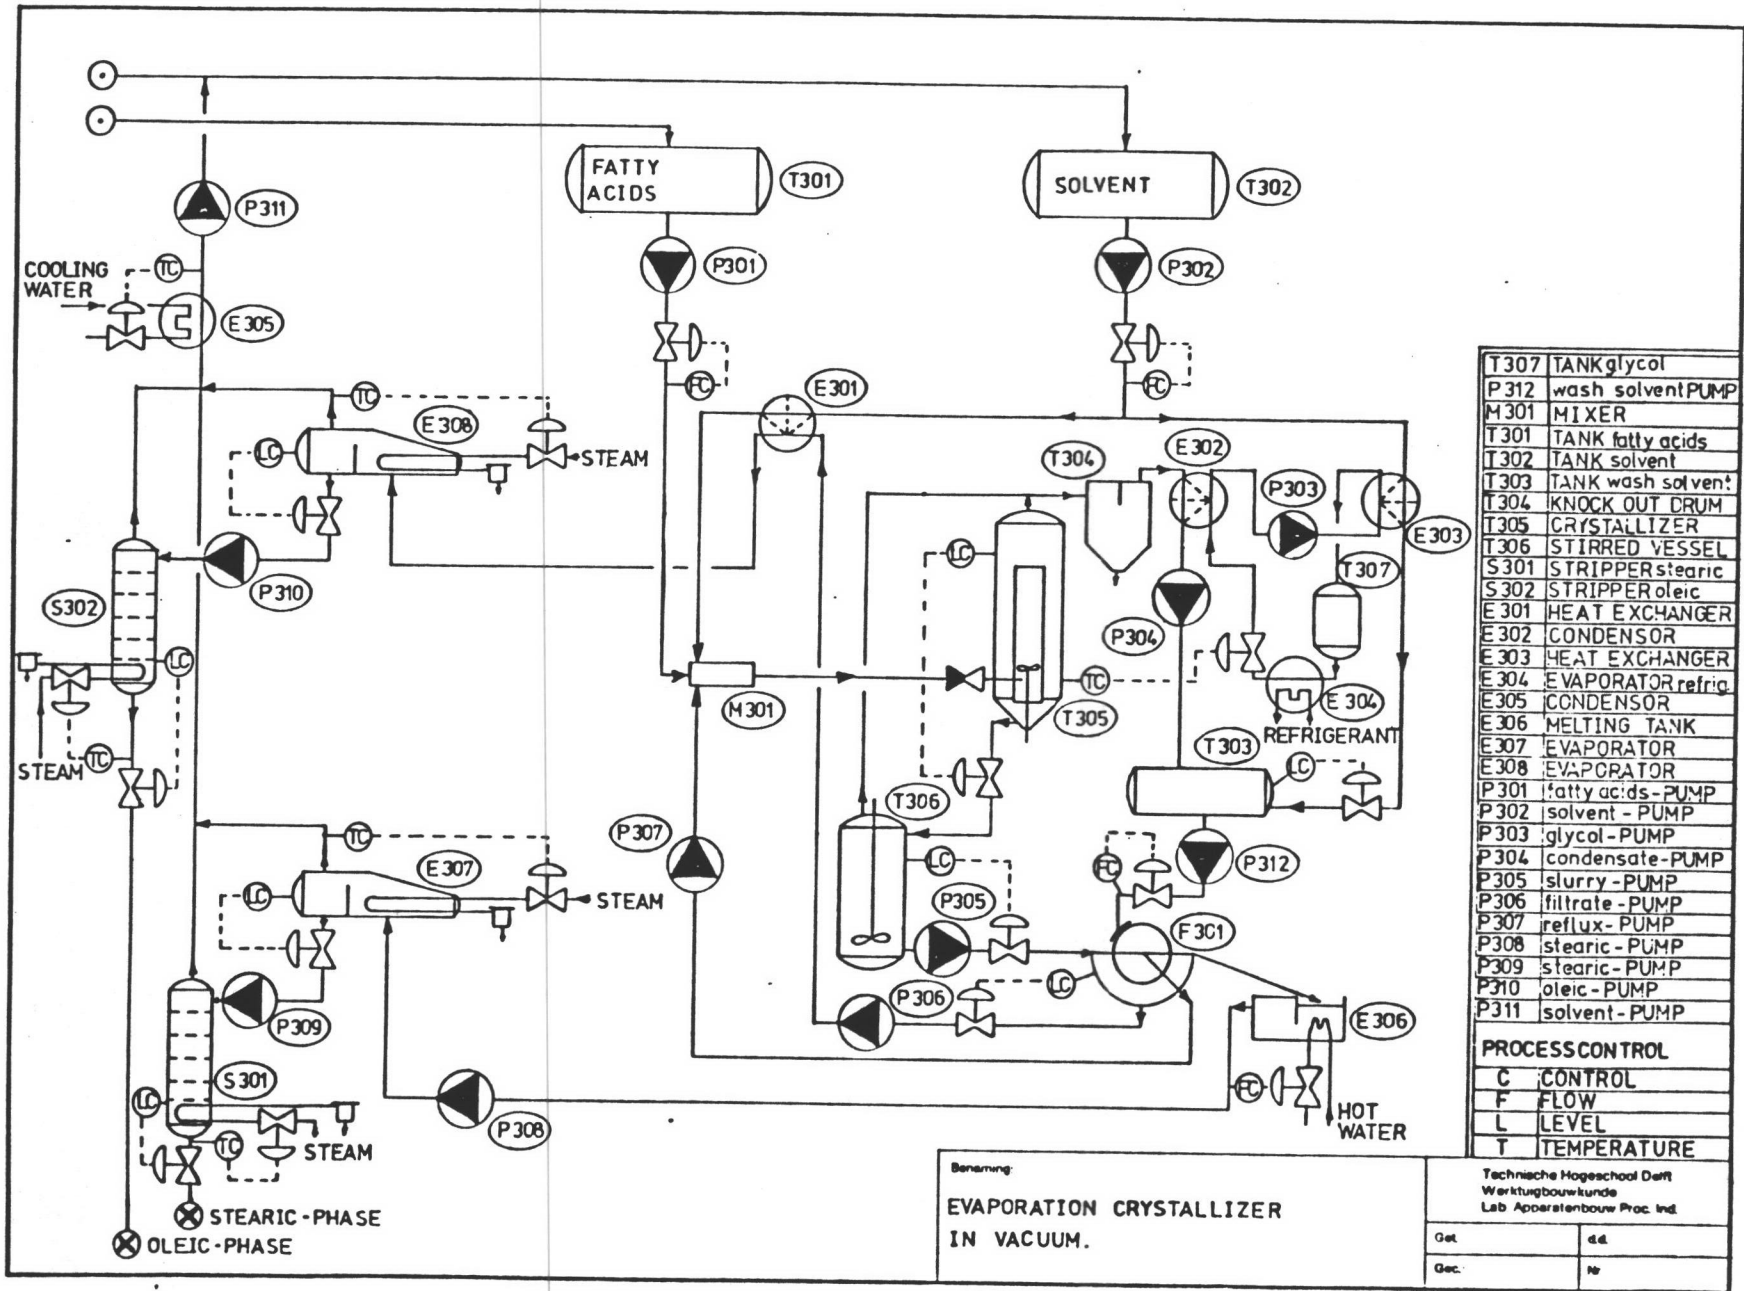 FATTY
ACIDS
T301
SOLVENT
T302
P311
P301
P302
COOLING
WATER
TC
E305
FC
FC
E301
TC
E308
LC
STEAM
T304
E302
P303
E303
LC
T307
S302
P310
P304
LC
TC
M301
T305
E304
REFRIGERANT
STEAM
TC
T303
LC
T306
P307
TC
E307
LC
STEAM
LC
FC
P312
P305
F301
LC
P306
P309
E306
S301
LC
P308
FC
HOT
WATER
TC
STEAM
STEARIC-PHASE
OLEIC-PHASE
T307 TANK glycol
P312 wash solvent PUMP
M301 MIXER
T301 TANK fatty acids
T302 TANK solvent
T303 TANK wash solvent
T304 KNOCK OUT DRUM
T305 CRYSTALLIZER
T306 STIRRED VESSEL
S301 STRIPPER stearic
S302 STRIPPER oleic
E301 HEAT EXCHANGER
E302 CONDENSOR
E303 HEAT EXCHANGER
E304 EVAPORATOR refrig.
E305 CONDENSOR
E306 MELTING TANK
E307 EVAPORATOR
E308 EVAPORATOR
P301 fatty acids-PUMP
P302 solvent-PUMP
P303 glycol-PUMP
P304 condensate-PUMP
P305 slurry-PUMP
P306 filtrate-PUMP
P307 reflux-PUMP
P308 stearic-PUMP
P309 stearic-PUMP
P310 oleic-PUMP
P311 solvent-PUMP
PROCESSCONTROL
C CONTROL
F FLOW
L LEVEL
T TEMPERATURE
Benaming:
EVAPORATION CRYSTALLIZER
IN VACUUM.
Technische Hogeschool Delft
Werktuigbouwkunde
Lab. Apparatenbouw Proc. Ind.
Get. d.d.
Gec. Nr